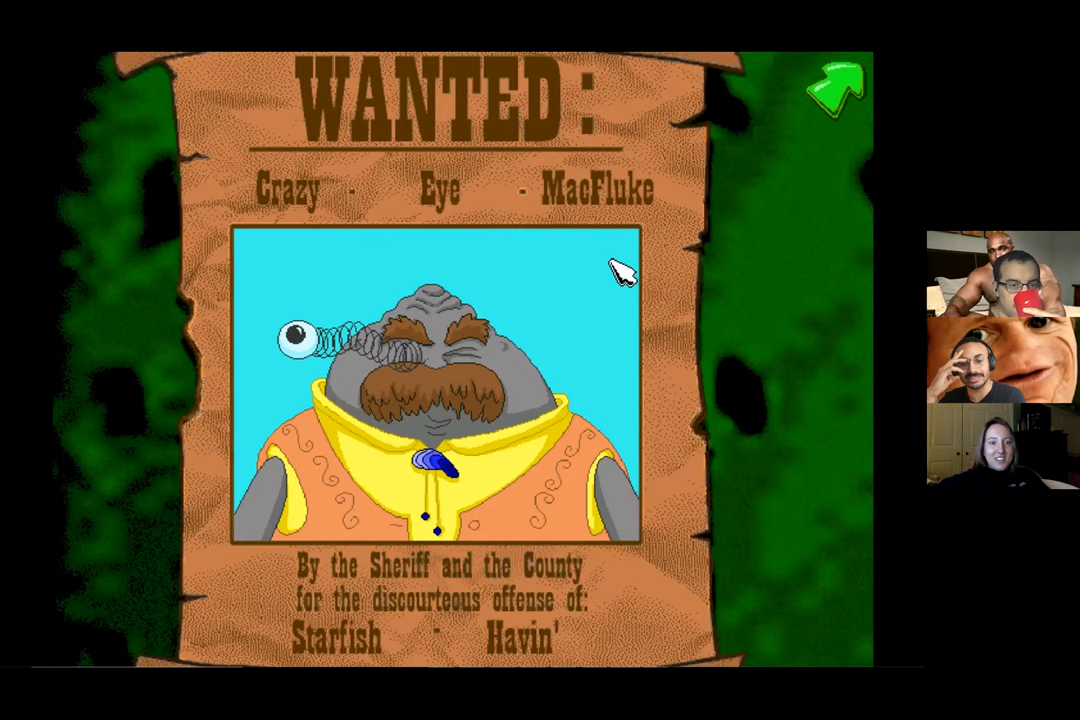 WANTED:
Crazy - Eye - MacFluke
By the Sheriff and the County
for the discourteous offense of:
Starfish - Havin'